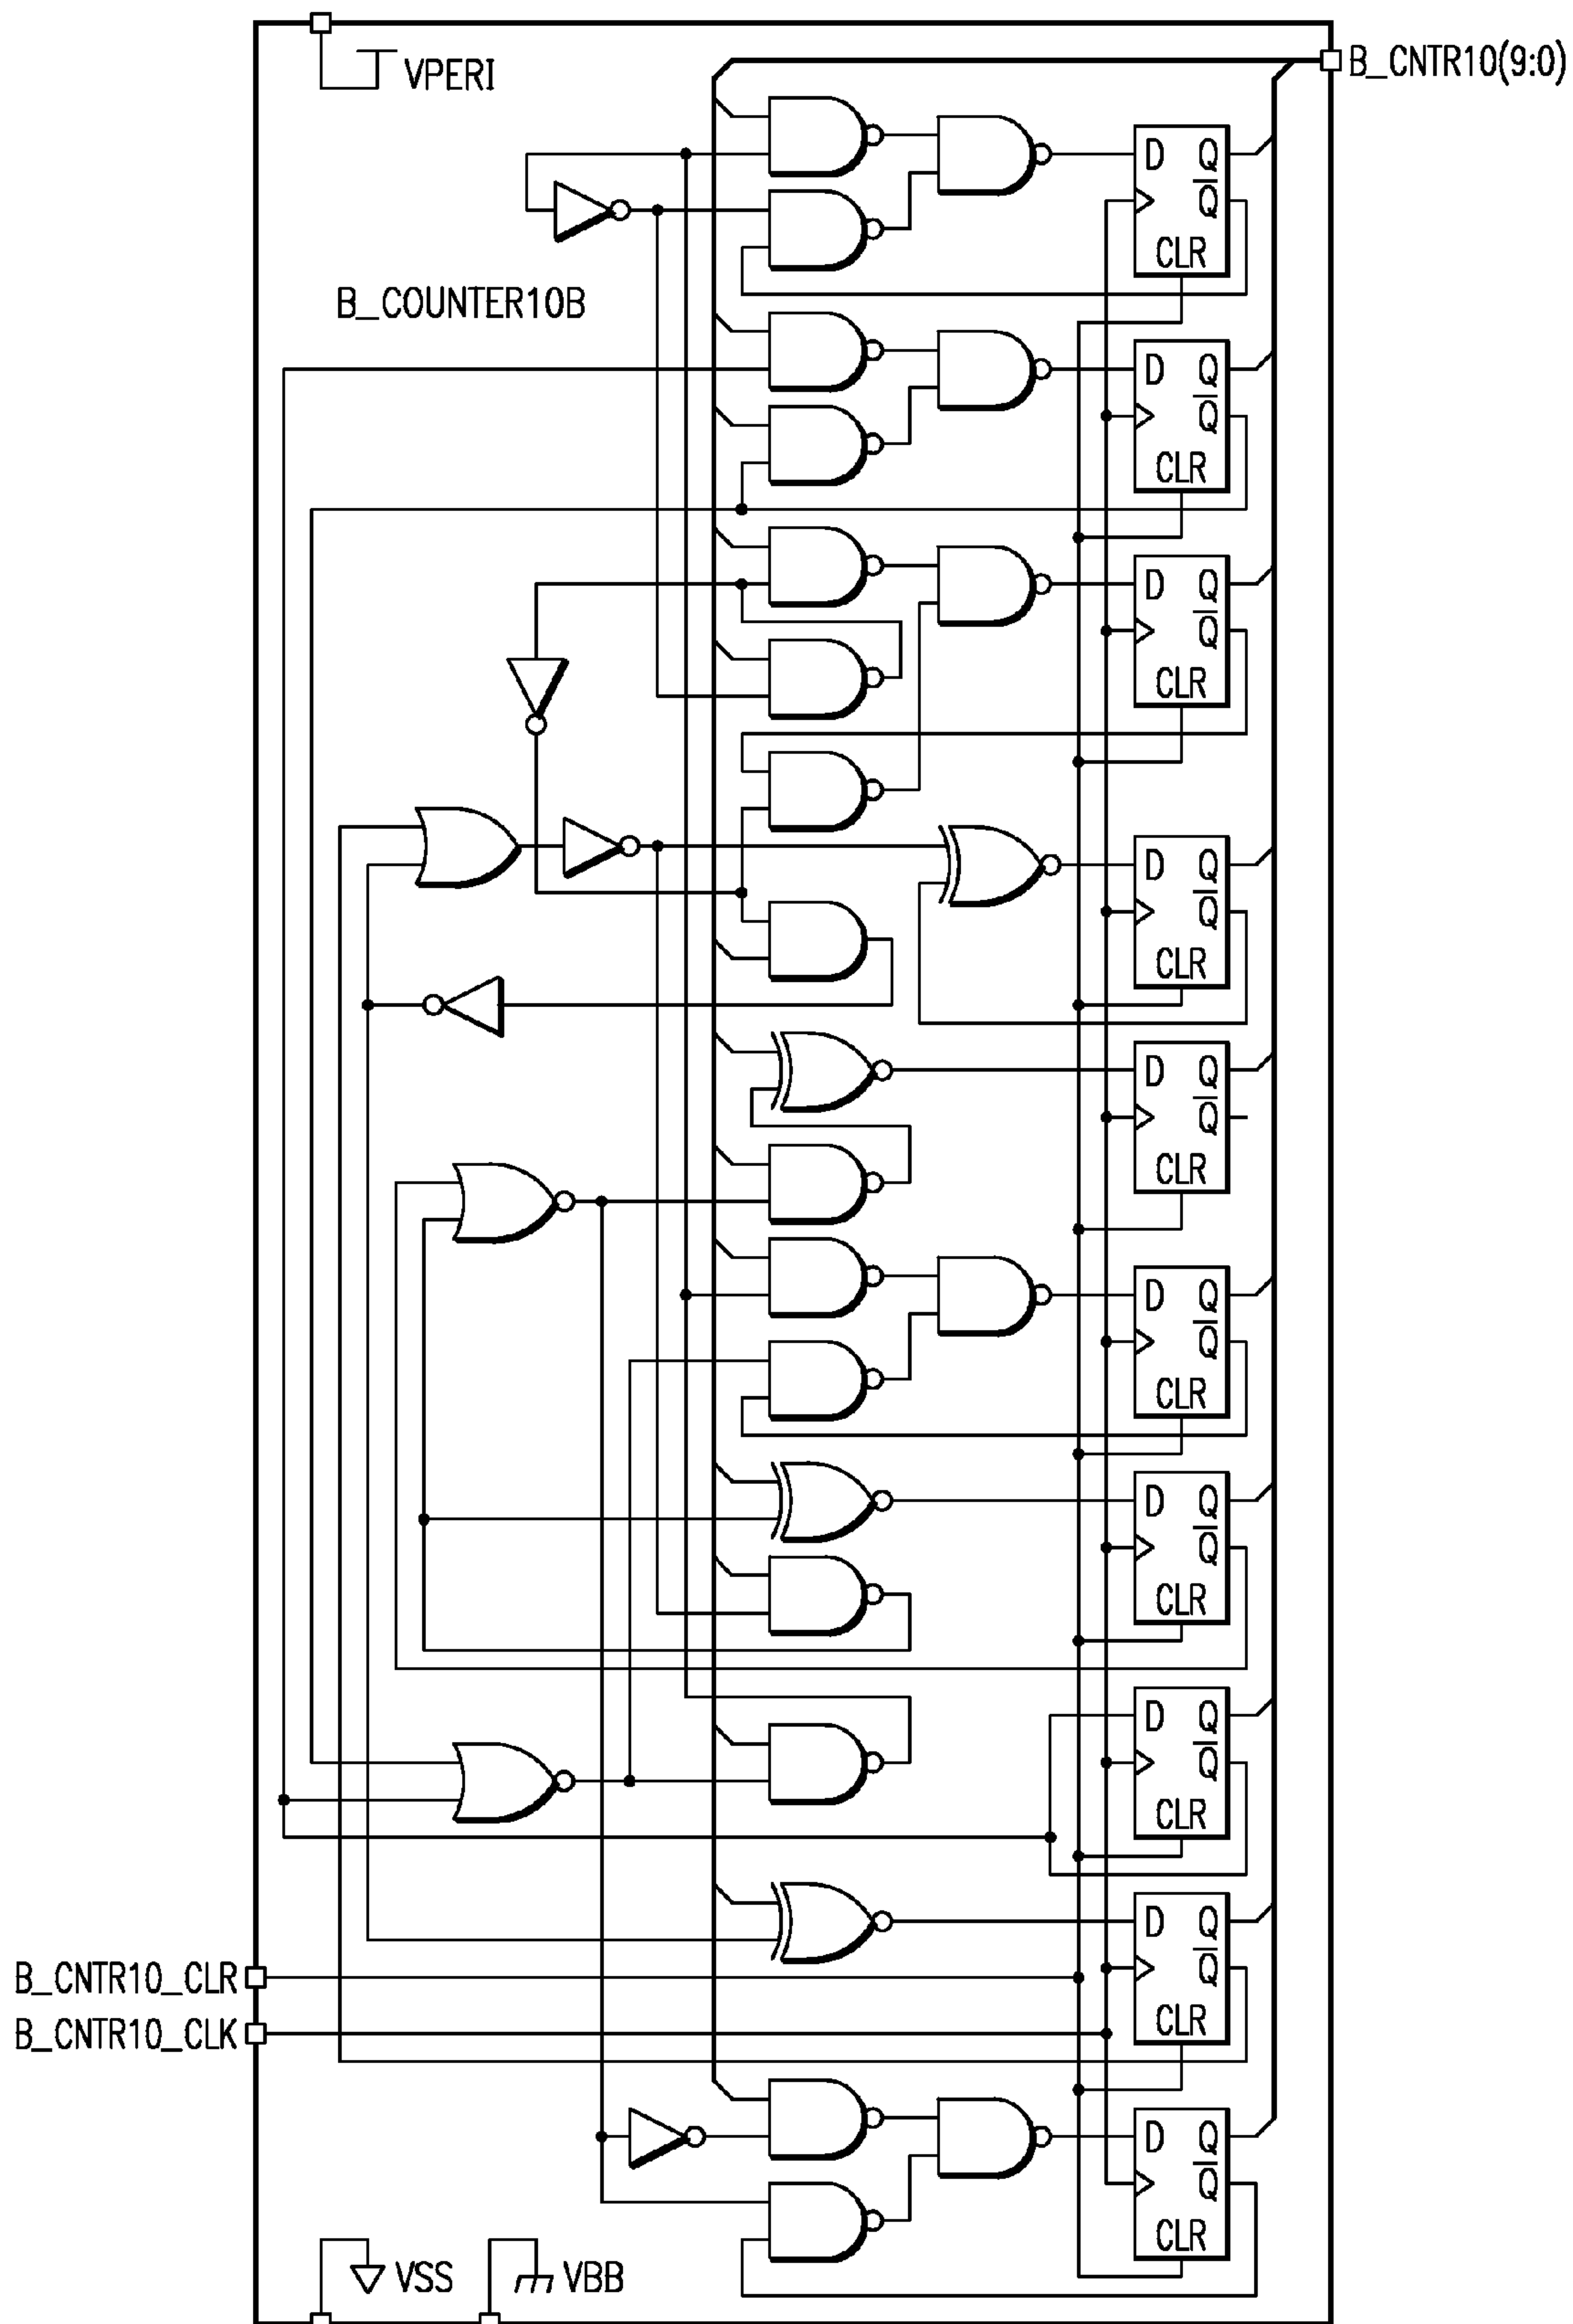 VPERI
B_CNTR10(9:0)
D Q
Q
CLR
B_COUNTER10B
D Q
Q
CLR
D Q
Q
CLR
D Q
Q
CLR
D Q
Q
CLR
D Q
Q
CLR
D Q
Q
CLR
D Q
Q
CLR
D Q
Q
CLR
B_CNTR10_CLR
B_CNTR10_CLK
D Q
Q
CLR
VSS
VBB